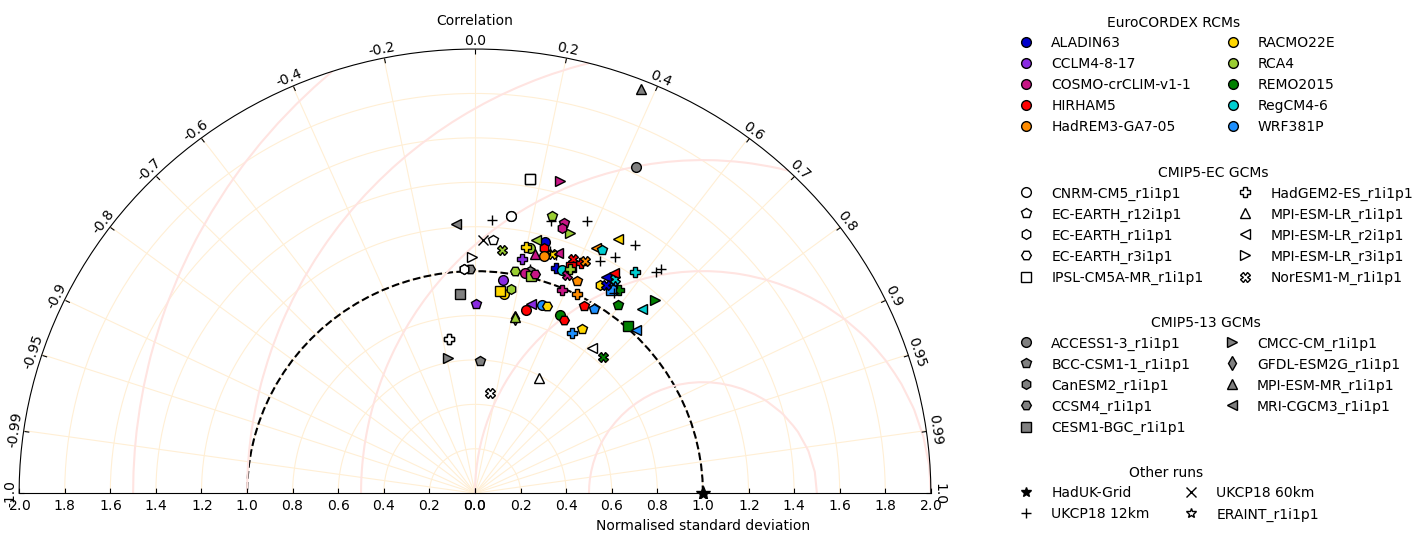 Correlation
-1.0
-0.99
-0.95
-0.9
-0.8
-0.7
-0.6
-0.4
-0.2
0.0
0.2
0.4
0.6
0.7
0.8
0.9
0.95
0.99
1.0
2.0 1.8 1.6 1.4 1.2 1.0 0.8 0.6 0.4 0.2 0.0 0.2 0.4 0.6 0.8 1.0 1.2 1.4 1.6 1.8 2.0
Normalised standard deviation
EuroCORDEX RCMs
ALADIN63
CCLM4-8-17
COSMO-crCLIM-v1-1
HIRHAM5
HadREM3-GA7-05
RACMO22E
RCA4
REMO2015
RegCM4-6
WRF381P
CMIP5-EC GCMs
CNRM-CM5_r1i1p1
EC-EARTH_r12i1p1
EC-EARTH_r1i1p1
EC-EARTH_r3i1p1
IPSL-CM5A-MR_r1i1p1
HadGEM2-ES_r1i1p1
MPI-ESM-LR_r1i1p1
MPI-ESM-LR_r2i1p1
MPI-ESM-LR_r3i1p1
NorESM1-M_r1i1p1
CMIP5-13 GCMs
ACCESS1-3_r1i1p1
BCC-CSM1-1_r1i1p1
CanESM2_r1i1p1
CCSM4_r1i1p1
CESM1-BGC_r1i1p1
CMCC-CM_r1i1p1
GFDL-ESM2G_r1i1p1
MPI-ESM-MR_r1i1p1
MRI-CGCM3_r1i1p1
Other runs
HadUK-Grid
UKCP18 12km
UKCP18 60km
ERAINT_r1i1p1